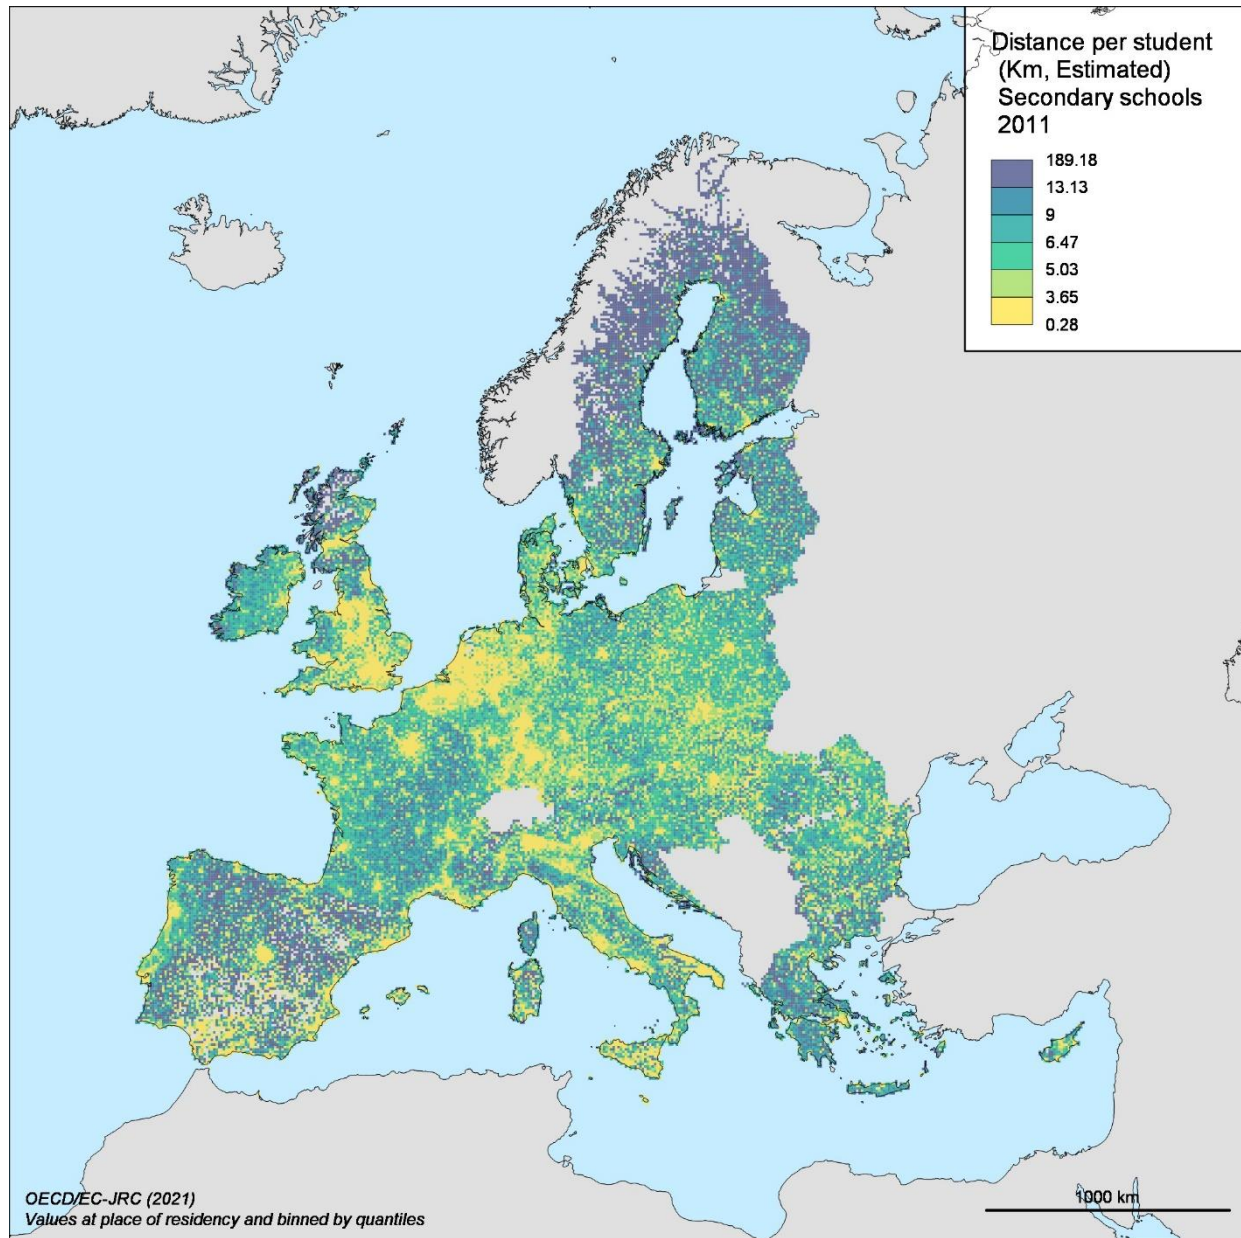 Distance per student
(Km, Estimated)
Secondary schools
2011
189.18
13.13
9
6.47
5.03
3.65
0.28
OECD/EC-JRC (2021)
Values at place of residency and binned by quantiles
1000 km